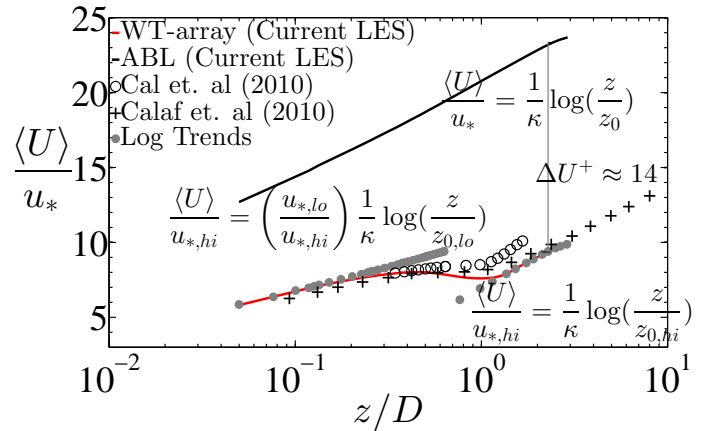 WT-array (Current LES)
ABL (Current LES)
Cal et. al (2010)
Calaf et. al (2010)
Log Trends
25
20
15
10
5
⟨U⟩/u_*
⟨U⟩/u_* = 1/κ log(z/z_0)
ΔU^+ ≈ 14
⟨U⟩/u_{*,hi} = (u_{*,lo}/u_{*,hi}) 1/κ log(z/z_{0,lo})
⟨U⟩/u_{*,hi} = 1/κ log(z/z_{0,hi})
10^{-2} 10^{-1} 10^0 10^1
z/D